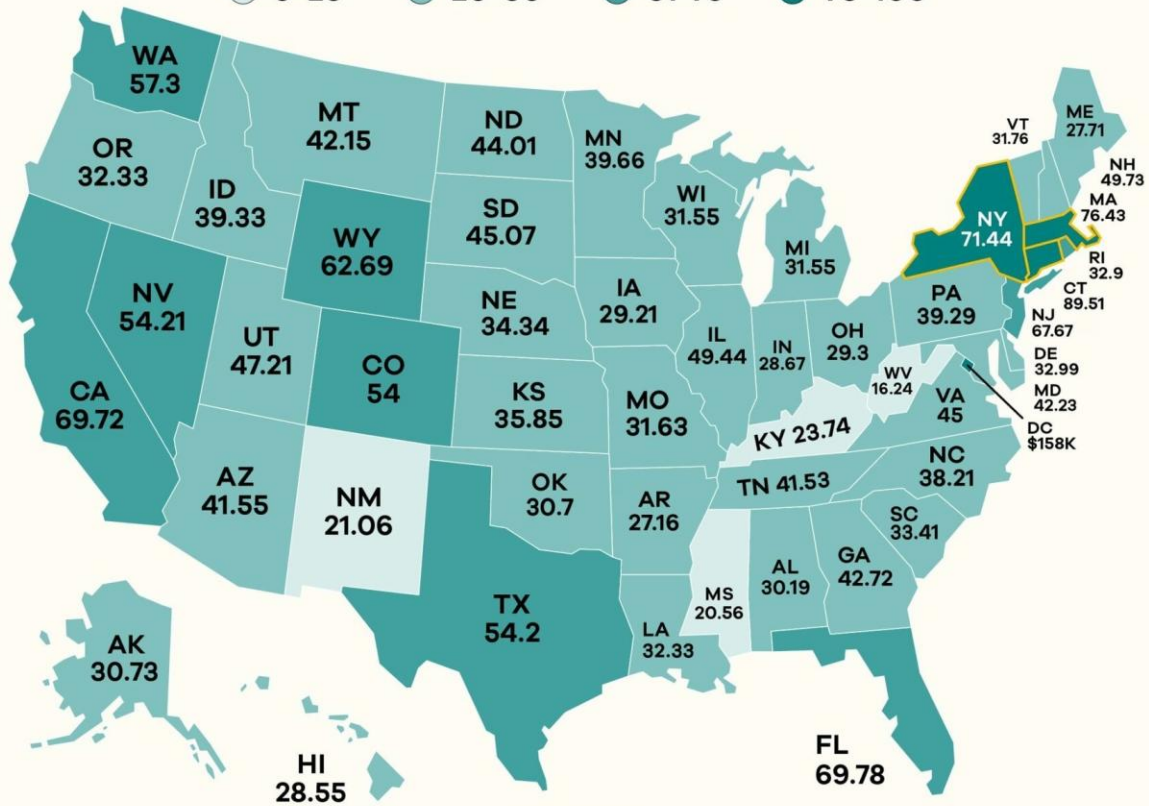 WA
57.3
MT
42.15
ND
44.01
MN
39.66
VT
31.76
ME
27.71
OR
32.33
ID
39.33
WI
31.55
NH
49.73
MA
76.43
SD
45.07
WY
62.69
NY
71.44
MI
31.55
RI
32.9
CT
89.51
NV
54.21
NE
34.34
IA
29.21
PA
39.29
NJ
67.67
UT
47.21
IL
49.44
IN
28.67
OH
29.3
DE
32.99
CO
54
WV
16.24
MD
42.23
CA
69.72
KS
35.85
MO
31.63
VA
45
DC
$158K
KY 23.74
NC
38.21
AZ
41.55
NM
21.06
OK
30.7
TN 41.53
AR
27.16
SC
33.41
AL
30.19
GA
42.72
MS
20.56
TX
54.2
LA
32.33
AK
30.73
HI
28.55
FL
69.78